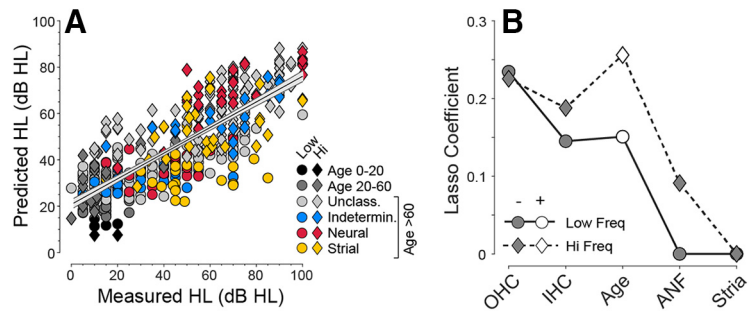 A
Predicted HL (dB HL)
100
80
60
40
20
0
0 20 40 60 80 100
Measured HL (dB HL)
Low
Hi
Age 0-20
Age 20-60
Unclass.
Indetermin.
Neural
Strial
Age >60
B
Lasso Coefficient
0.3
0.2
0.1
0
- +
Low Freq
Hi Freq
OHC
IHC
Age
ANF
Stria